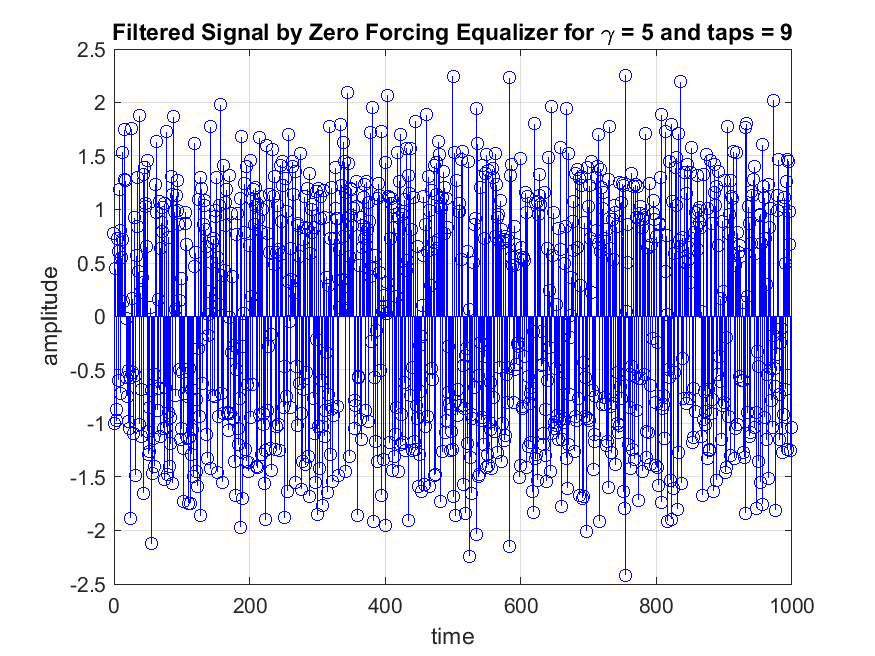 Filtered Signal by Zero Forcing Equalizer for γ = 5 and taps = 9
2.5
2
1.5
1
0.5
0
-0.5
-1
-1.5
-2
-2.5
amplitude
0 200 400 600 800 1000
time